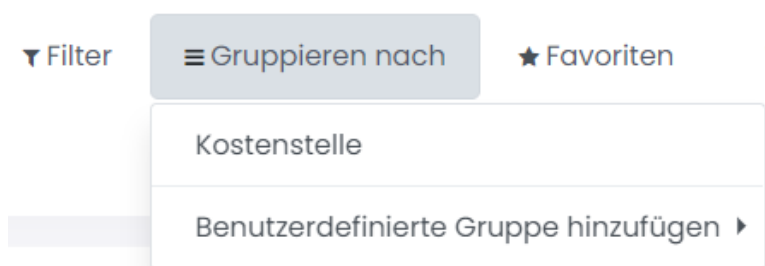 Filter Gruppieren nach Favoriten
Kostenstelle
Benutzerdefinierte Gruppe hinzufügen